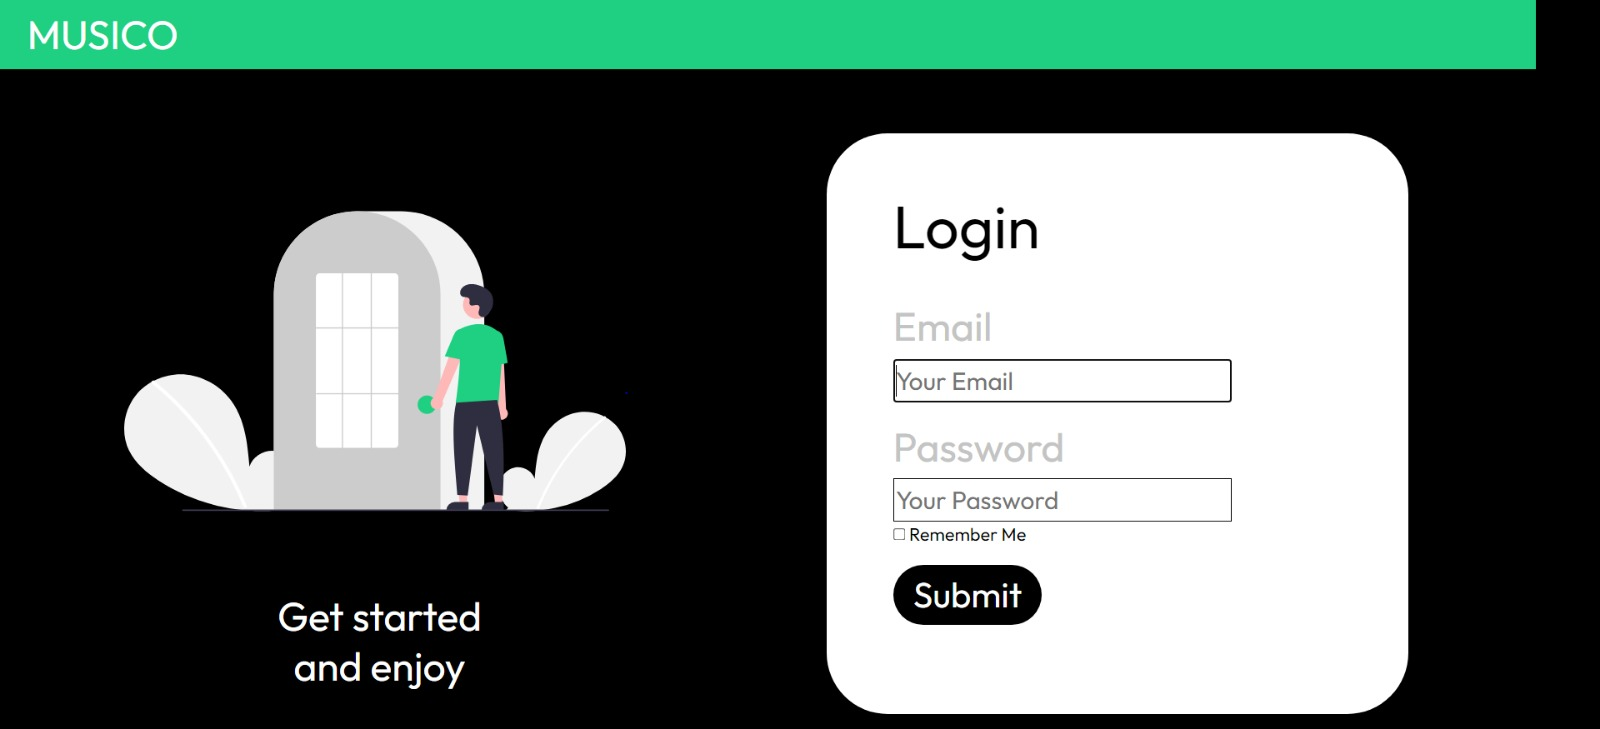 MUSICO
Get started
and enjoy
Login
Email
Your Email
Password
Your Password
Remember Me
Submit